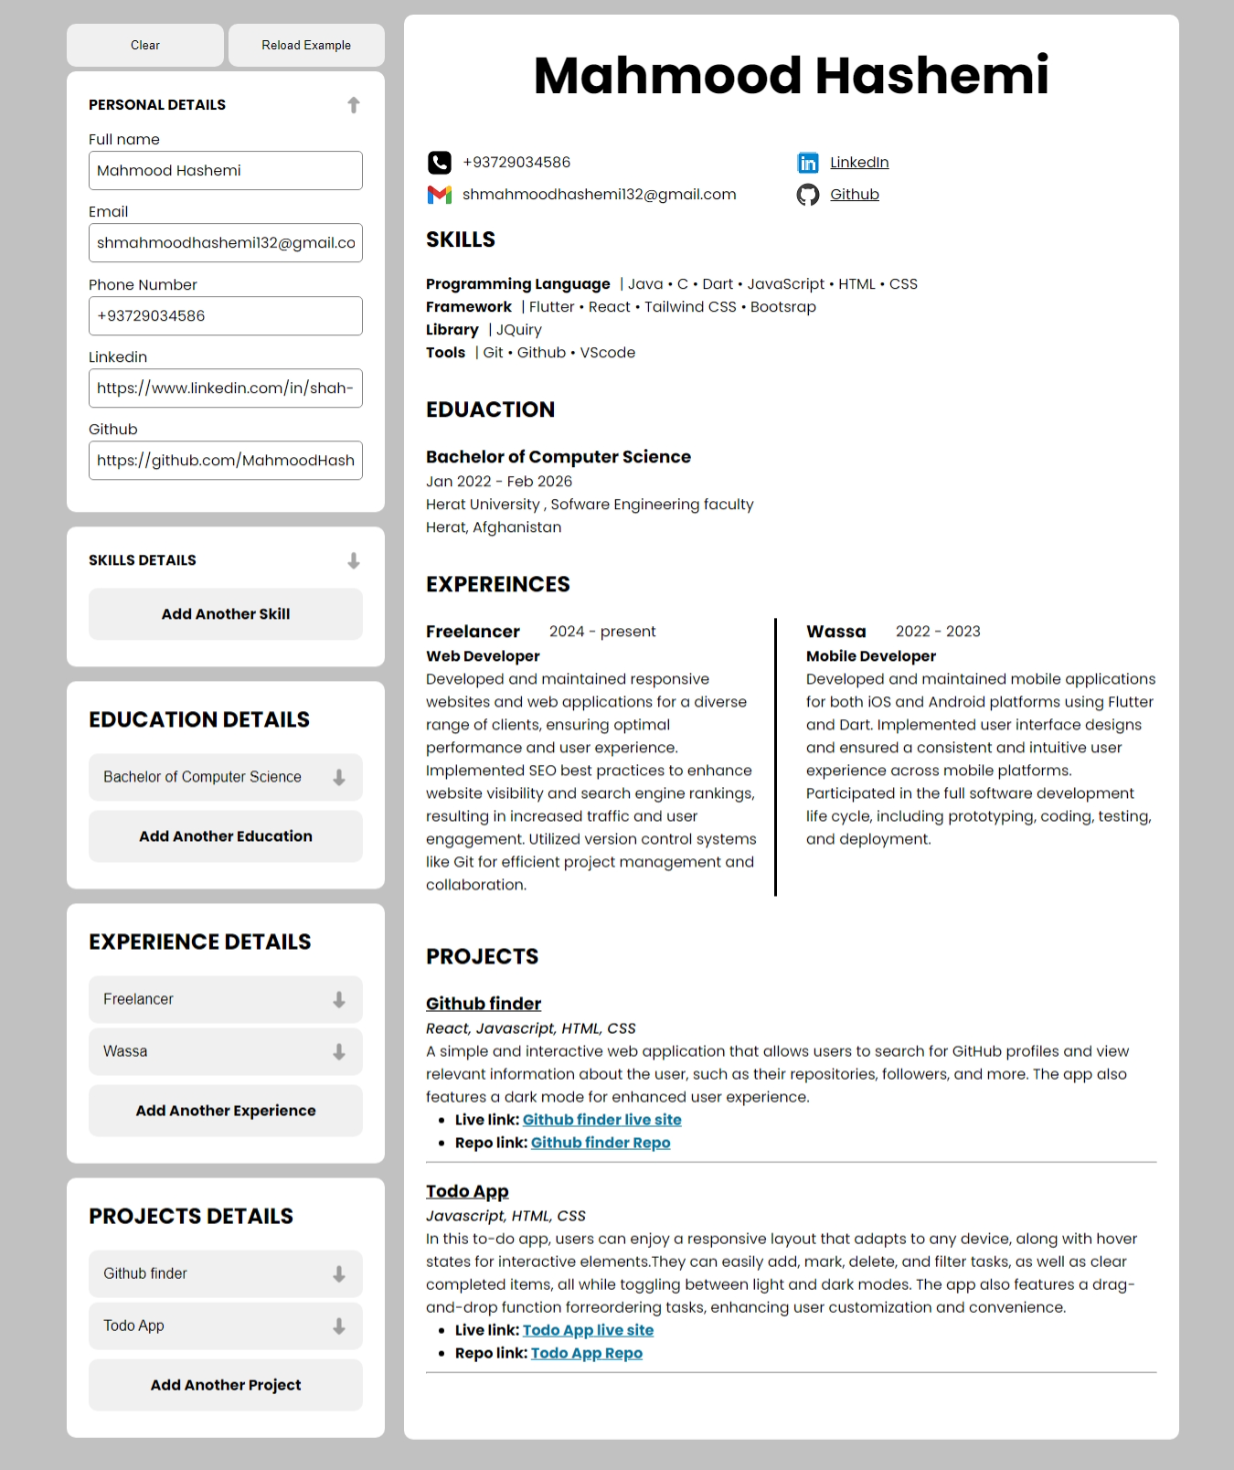 Clear
Reload Example
PERSONAL DETAILS
Full name
Mahmood Hashemi
Email
shmahmoodhashemi132@gmail.co
Phone Number
+93729034586
Linkedin
https://www.linkedin.com/in/shah-
Github
https://github.com/MahmoodHash
SKILLS DETAILS
Add Another Skill
EDUCATION DETAILS
Bachelor of Computer Science
Add Another Education
EXPERIENCE DETAILS
Freelancer
Wassa
Add Another Experience
PROJECTS DETAILS
Github finder
Todo App
Add Another Project
Mahmood Hashemi
+93729034586
LinkedIn
shmahmoodhashemi132@gmail.com
Github
SKILLS
Programming Language | Java • C • Dart • JavaScript • HTML • CSS
Framework | Flutter • React • Tailwind CSS • Bootsrap
Library | JQuiry
Tools | Git • Github • VScode
EDUACTION
Bachelor of Computer Science
Jan 2022 - Feb 2026
Herat University , Sofware Engineering faculty
Herat, Afghanistan
EXPEREINCES
Freelancer 2024 - present
Web Developer
Developed and maintained responsive
websites and web applications for a diverse
range of clients, ensuring optimal
performance and user experience.
Implemented SEO best practices to enhance
website visibility and search engine rankings,
resulting in increased traffic and user
engagement. Utilized version control systems
like Git for efficient project management and
collaboration.
Wassa 2022 - 2023
Mobile Developer
Developed and maintained mobile applications
for both iOS and Android platforms using Flutter
and Dart. Implemented user interface designs
and ensured a consistent and intuitive user
experience across mobile platforms.
Participated in the full software development
life cycle, including prototyping, coding, testing,
and deployment.
PROJECTS
Github finder
React, Javascript, HTML, CSS
A simple and interactive web application that allows users to search for GitHub profiles and view
relevant information about the user, such as their repositories, followers, and more. The app also
features a dark mode for enhanced user experience.
• Live link: Github finder live site
• Repo link: Github finder Repo
Todo App
Javascript, HTML, CSS
In this to-do app, users can enjoy a responsive layout that adapts to any device, along with hover
states for interactive elements.They can easily add, mark, delete, and filter tasks, as well as clear
completed items, all while toggling between light and dark modes. The app also features a drag-
and-drop function forreordering tasks, enhancing user customization and convenience.
• Live link: Todo App live site
• Repo link: Todo App Repo